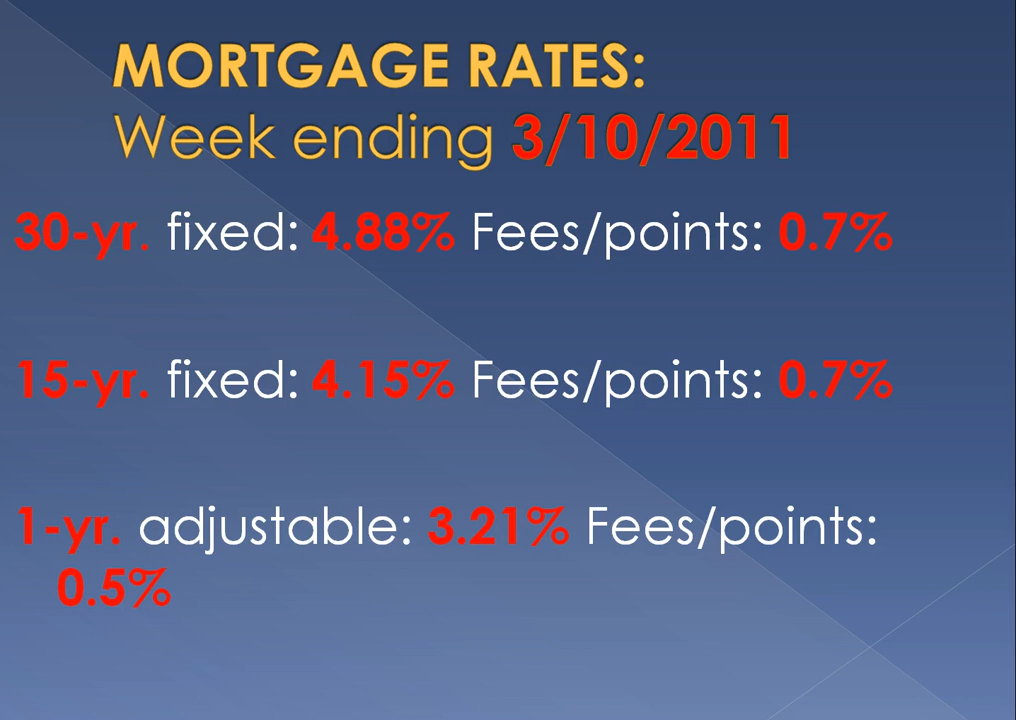 MORTGAGE RATES:
Week ending 3/10/2011
30-yr. fixed: 4.88% Fees/points: 0.7%
15-yr. fixed: 4.15% Fees/points: 0.7%
1-yr. adjustable: 3.21% Fees/points:
0.5%